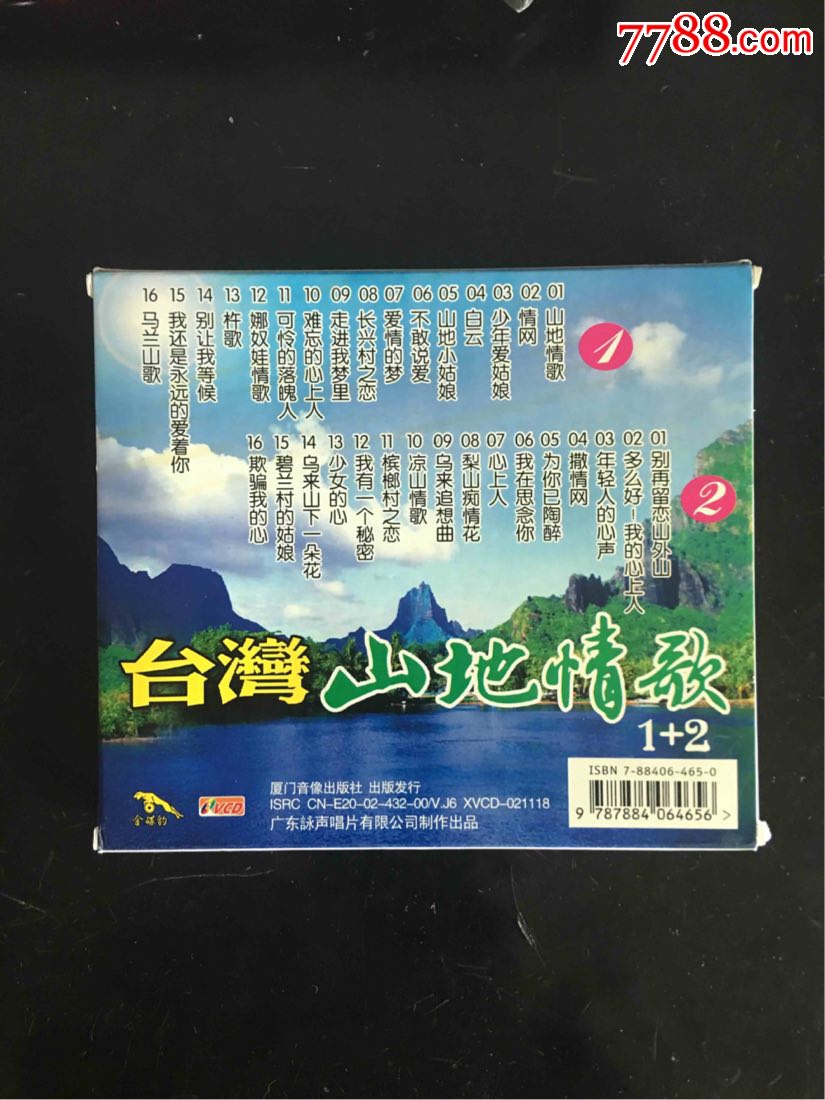 7788.com
1
01 山地情歌
02 情网
03 少年爱姑娘
04 白云
05 山地小姑娘
06 不敢说爱
07 爱情的梦
08 长兴村之恋
09 走进我梦里
10 难忘的心上人
11 可怜的落魄人
12 娜奴娃情歌
13 杵歌
14 别让我等候
15 我还是永远的爱着你
16 马兰山歌
2
01 别再留恋山外山
02 多么好!我的心上人
03 年轻人的心声
04 撒情网
05 为你已陶醉
06 我在思念你
07 心上人
08 梨山痴情花
09 乌来追想曲
10 凉山情歌
11 槟榔村之恋
12 我有一个秘密
13 少女的心
14 乌来山下一朵花
15 碧兰村的姑娘
16 欺骗我的心
台灣 山地情歌
1+2
金碟豹
VCD
厦门音像出版社 出版发行
ISRC CN-E20-02-432-00/V.J6 XVCD-021118
广东詠声唱片有限公司制作出品
ISBN 7-88406-465-0
9 787884 064656 >